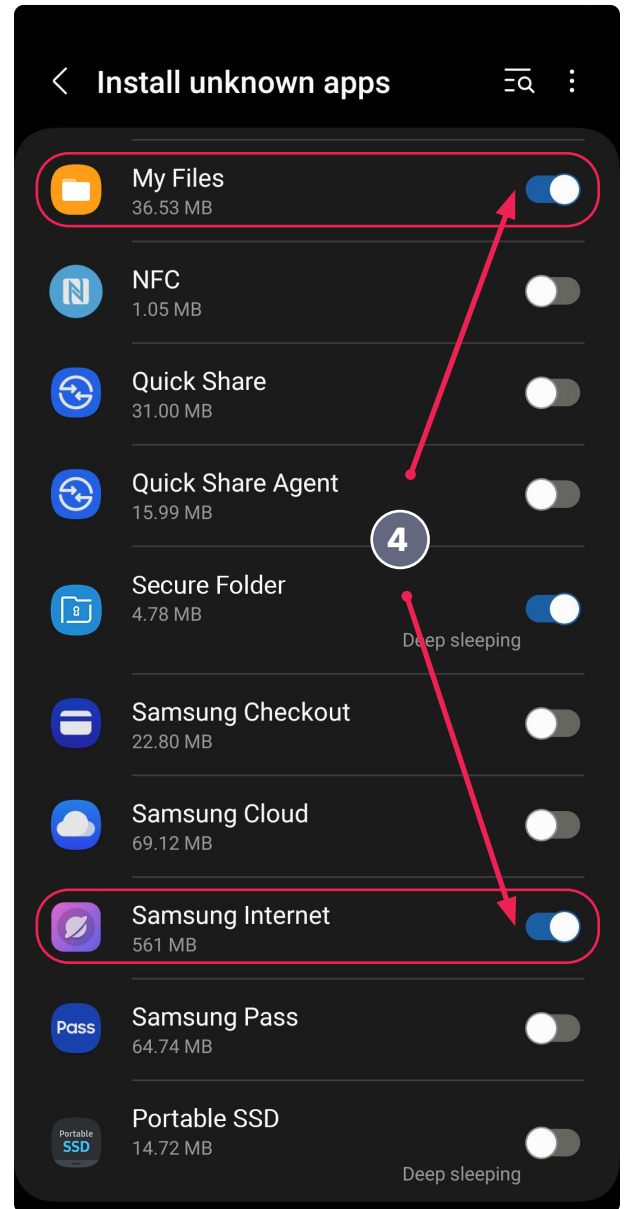 Install unknown apps
My Files
36.53 MB
NFC
1.05 MB
Quick Share
31.00 MB
Quick Share Agent
15.99 MB
4
Secure Folder
4.78 MB
Deep sleeping
Samsung Checkout
22.80 MB
Samsung Cloud
69.12 MB
Samsung Internet
561 MB
Pass
Samsung Pass
64.74 MB
Portable
SSD
Portable SSD
14.72 MB
Deep sleeping